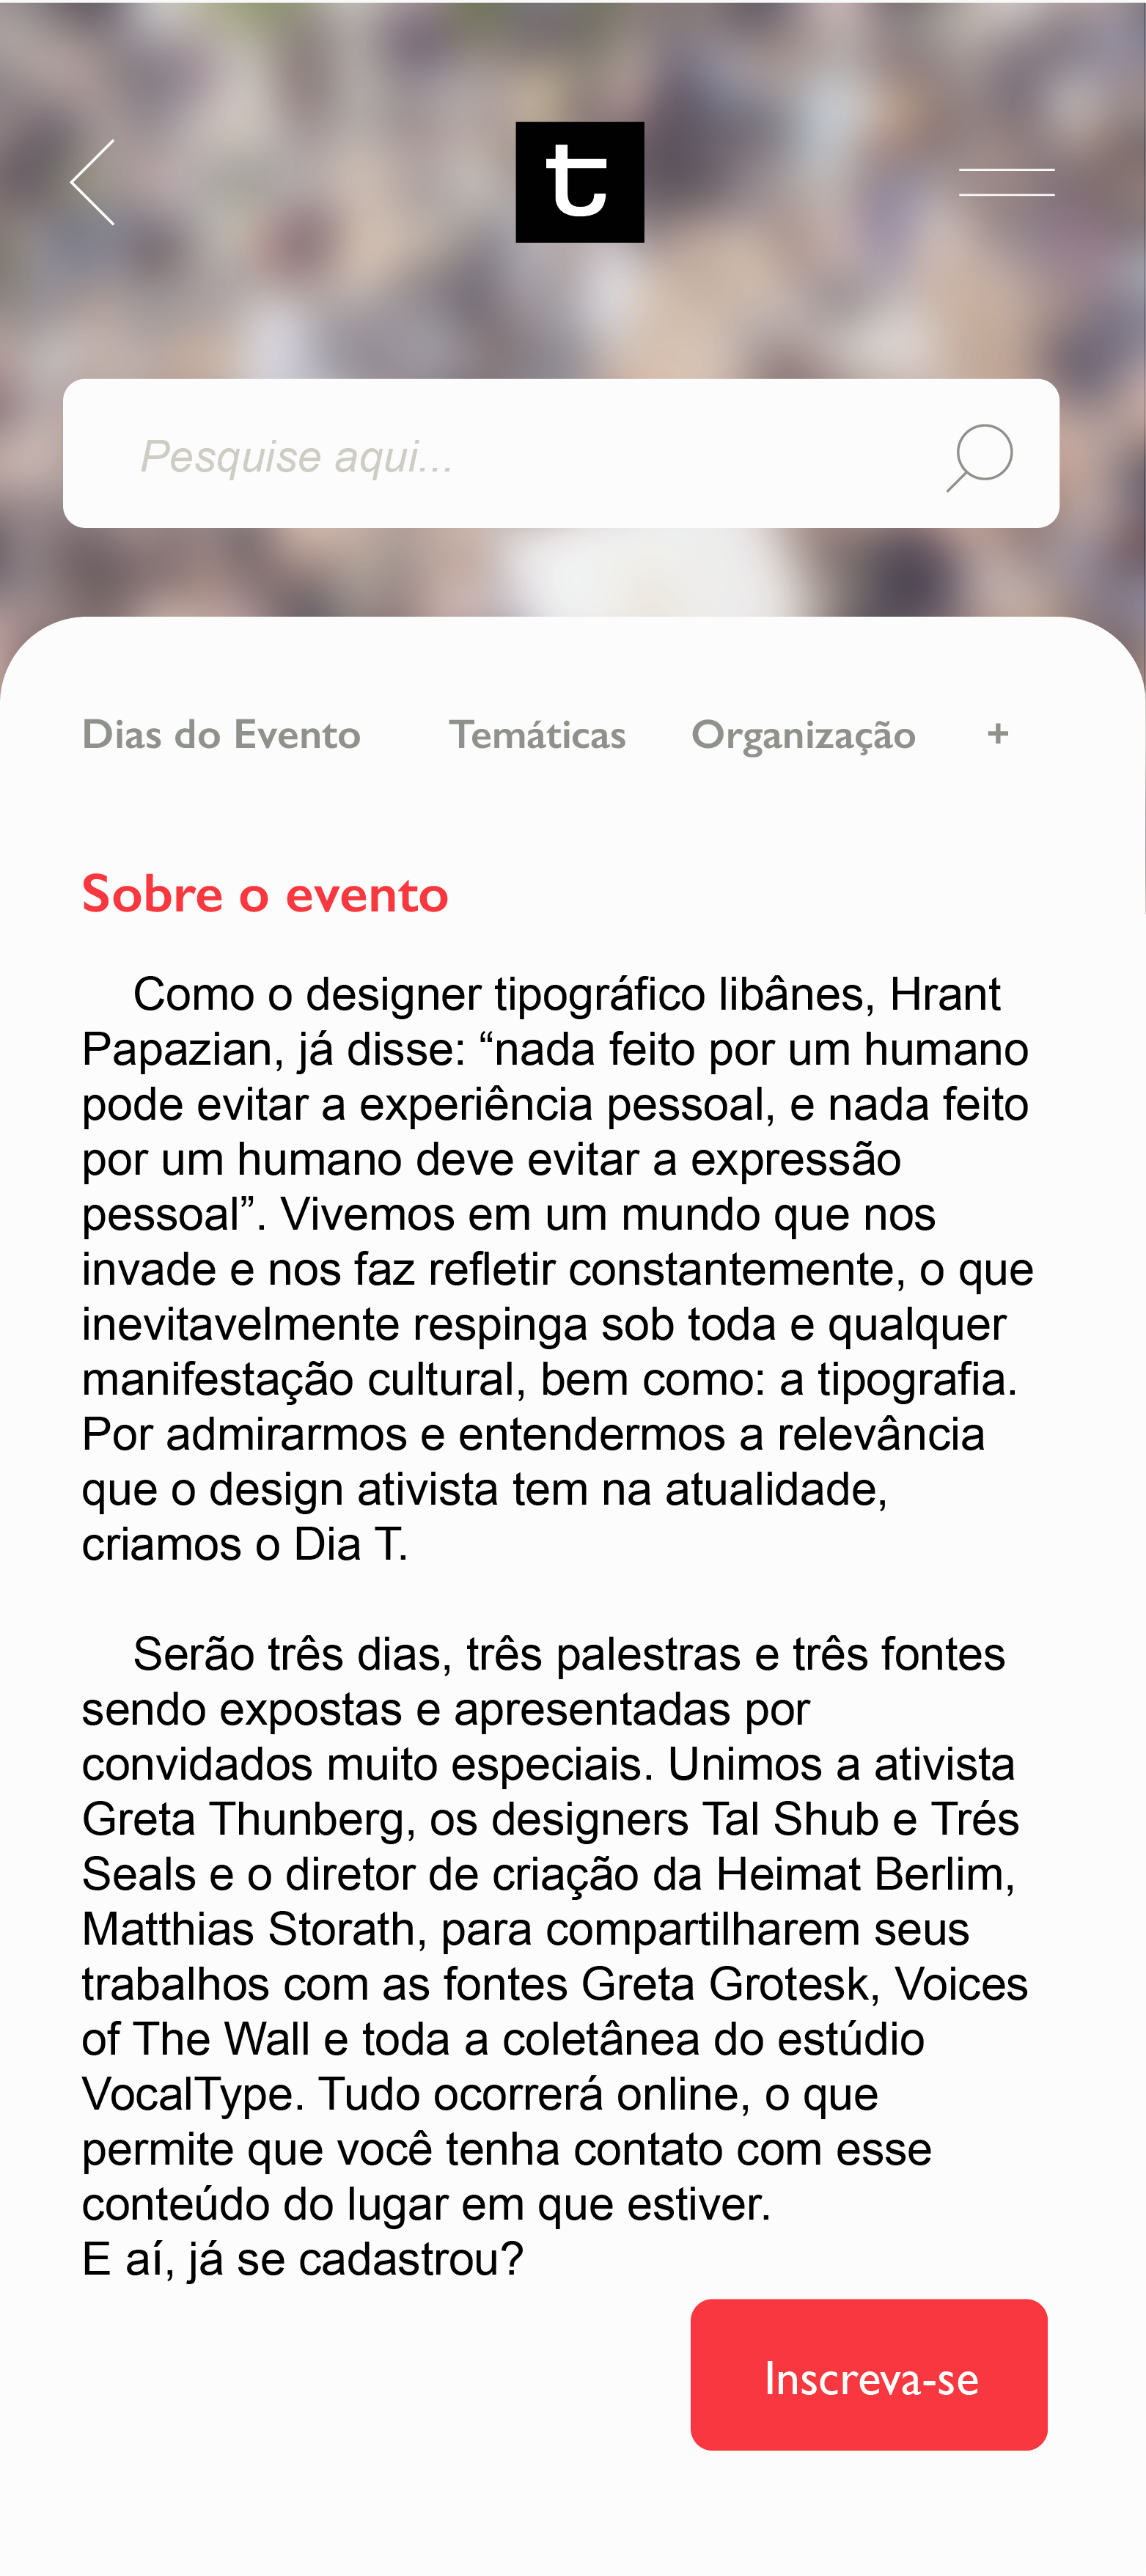 t
Pesquise aqui...
Dias do Evento Temáticas Organização +
Sobre o evento
Como o designer tipográfico libânes, Hrant
Papazian, já disse: “nada feito por um humano
pode evitar a experiência pessoal, e nada feito
por um humano deve evitar a expressão
pessoal”. Vivemos em um mundo que nos
invade e nos faz refletir constantemente, o que
inevitavelmente respinga sob toda e qualquer
manifestação cultural, bem como: a tipografia.
Por admirarmos e entendermos a relevância
que o design ativista tem na atualidade,
criamos o Dia T.
Serão três dias, três palestras e três fontes
sendo expostas e apresentadas por
convidados muito especiais. Unimos a ativista
Greta Thunberg, os designers Tal Shub e Trés
Seals e o diretor de criação da Heimat Berlim,
Matthias Storath, para compartilharem seus
trabalhos com as fontes Greta Grotesk, Voices
of The Wall e toda a coletânea do estúdio
VocalType. Tudo ocorrerá online, o que
permite que você tenha contato com esse
conteúdo do lugar em que estiver.
E aí, já se cadastrou?
Inscreva-se